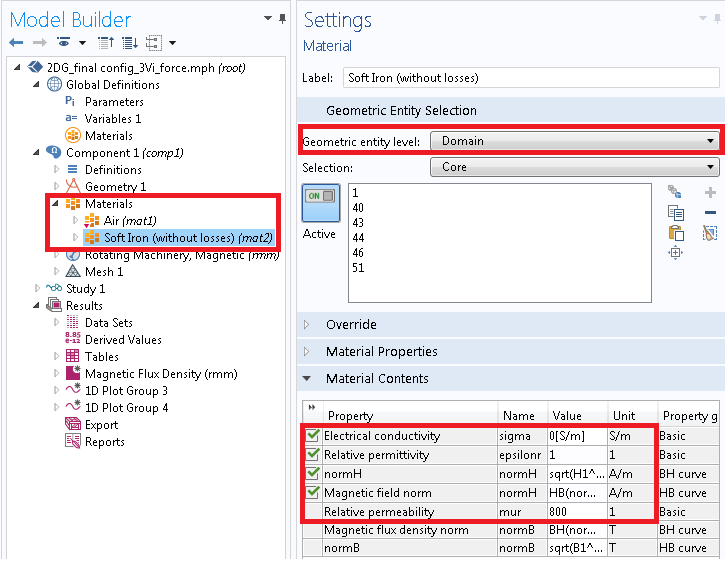 Model Builder
2DG_final config_3Vi_force.mph (root)
Global Definitions
Pi Parameters
a= Variables 1
Materials
Component 1 (comp1)
Definitions
Geometry 1
Materials
Air (mat1)
Soft Iron (without losses) (mat2)
Rotating Machinery, Magnetic (rmm)
Mesh 1
Study 1
Results
Data Sets
8.85 e-12 Derived Values
Tables
Magnetic Flux Density (rmm)
1D Plot Group 3
1D Plot Group 4
Export
Reports
Settings
Material
Label: Soft Iron (without losses)
Geometric Entity Selection
Geometric entity level: Domain
Selection: Core
ON
Active
1
40
43
44
46
51
Override
Material Properties
Material Contents
Property Name Value Unit Property g
Electrical conductivity sigma 0[S/m] S/m Basic
Relative permittivity epsilonr 1 1 Basic
normH normH sqrt(H1^... A/m BH curve
Magnetic field norm normH HB(nor... A/m HB curve
Relative permeability mur 800 1 Basic
Magnetic flux density norm normB BH(nor... T BH curve
normB normB sqrt(B1^... T HB curve